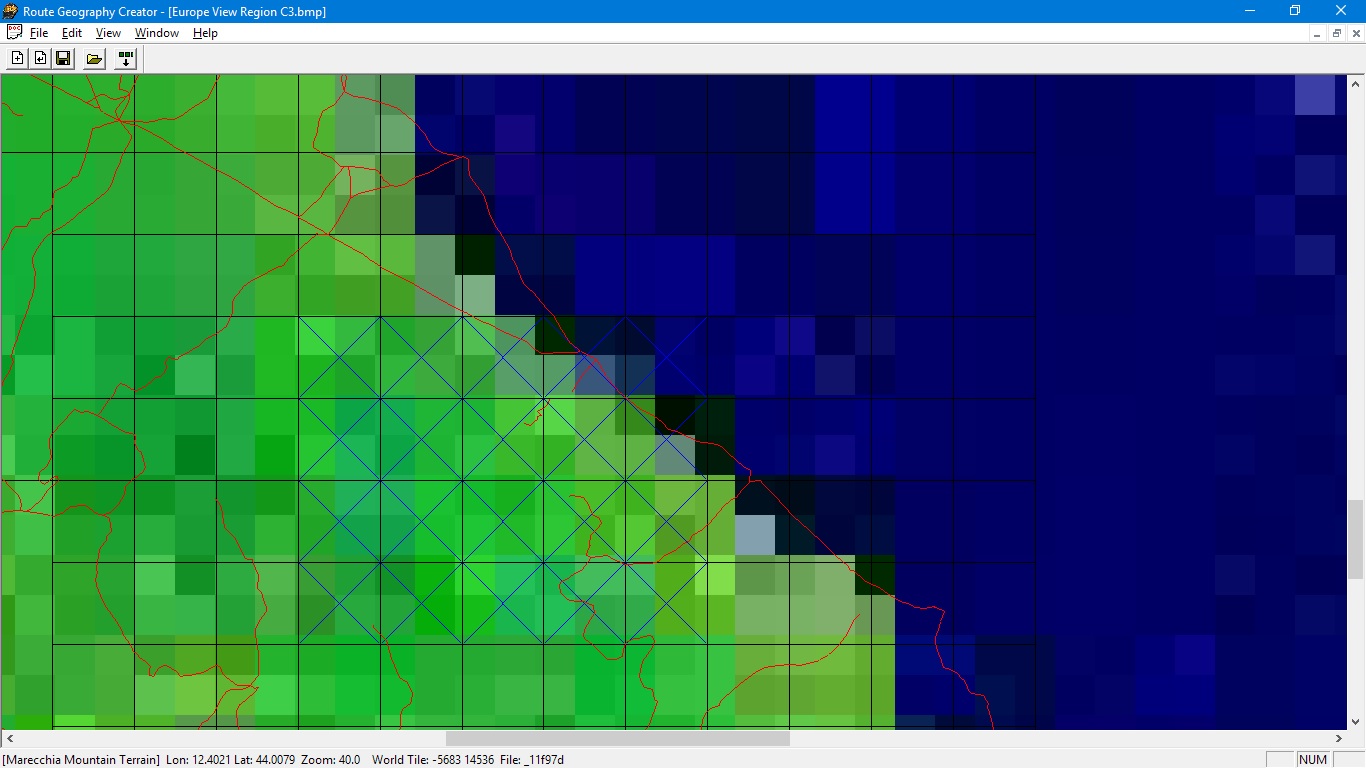 Route Geography Creator - [Europe View Region C3.bmp]
File Edit View Window Help
[Marecchia Mountain Terrain] Lon: 12.4021 Lat: 44.0079 Zoom: 40.0 World Tile: -5683 14536 File: _11f97d NUM